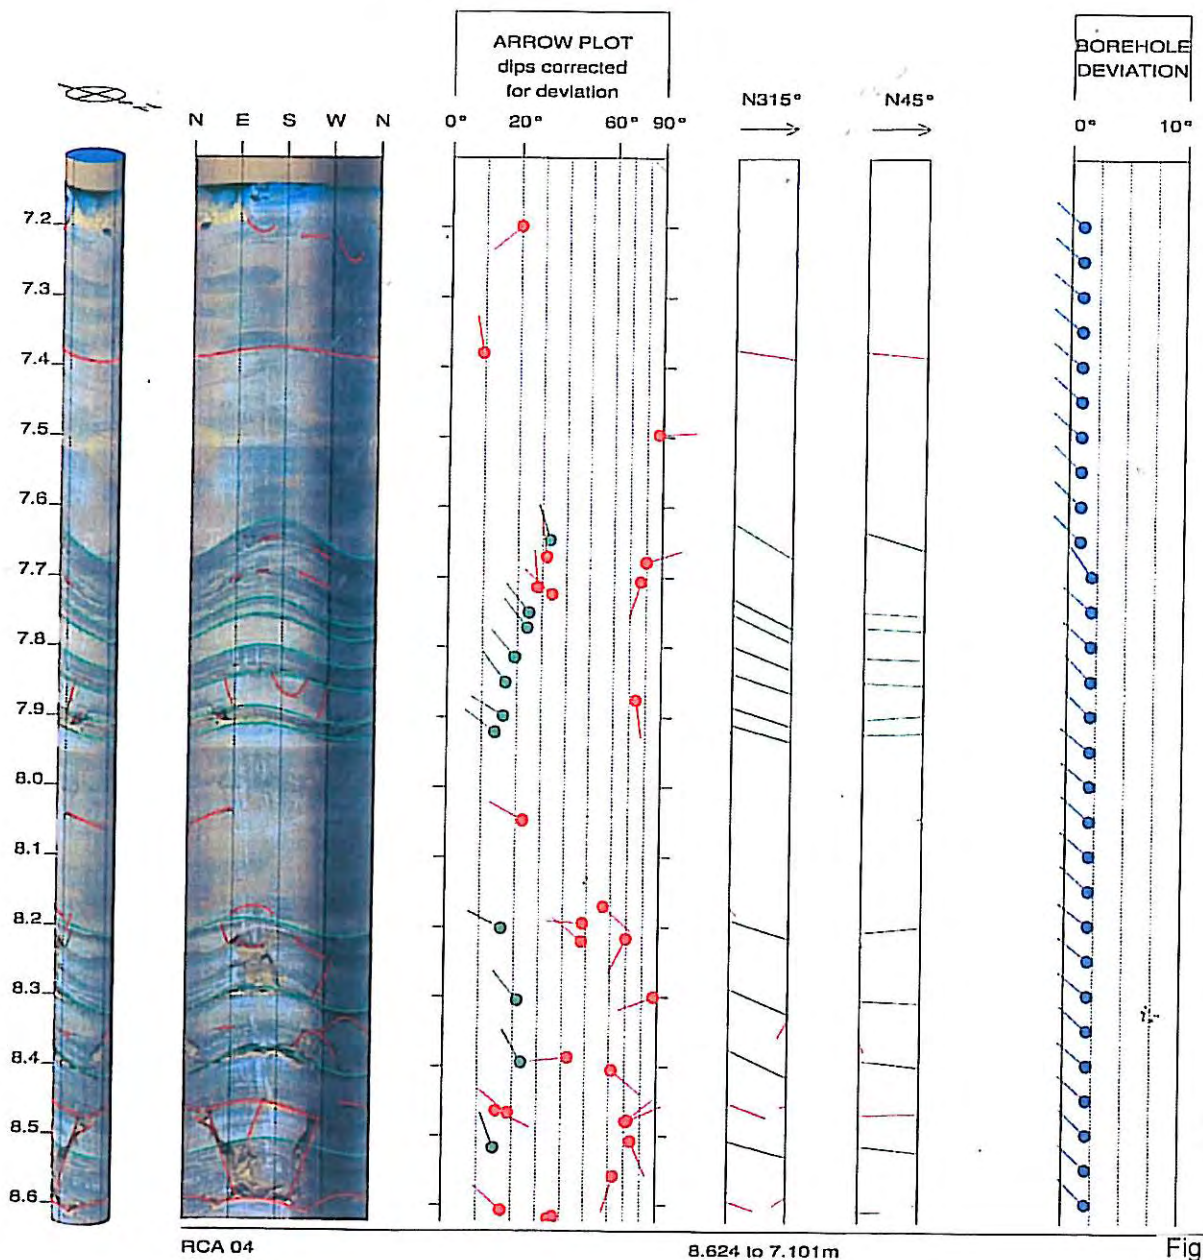 ARROW PLOT
dips corrected
for deviation
BOREHOLE
DEVIATION
N315°
N45°
N E S W N
0° 20° 60° 90°
0° 10°
7.2
7.3
7.4
7.5
7.6
7.7
7.8
7.9
8.0
8.1
8.2
8.3
8.4
8.5
8.6
RCA 04
8.624 to 7.101m
Fig